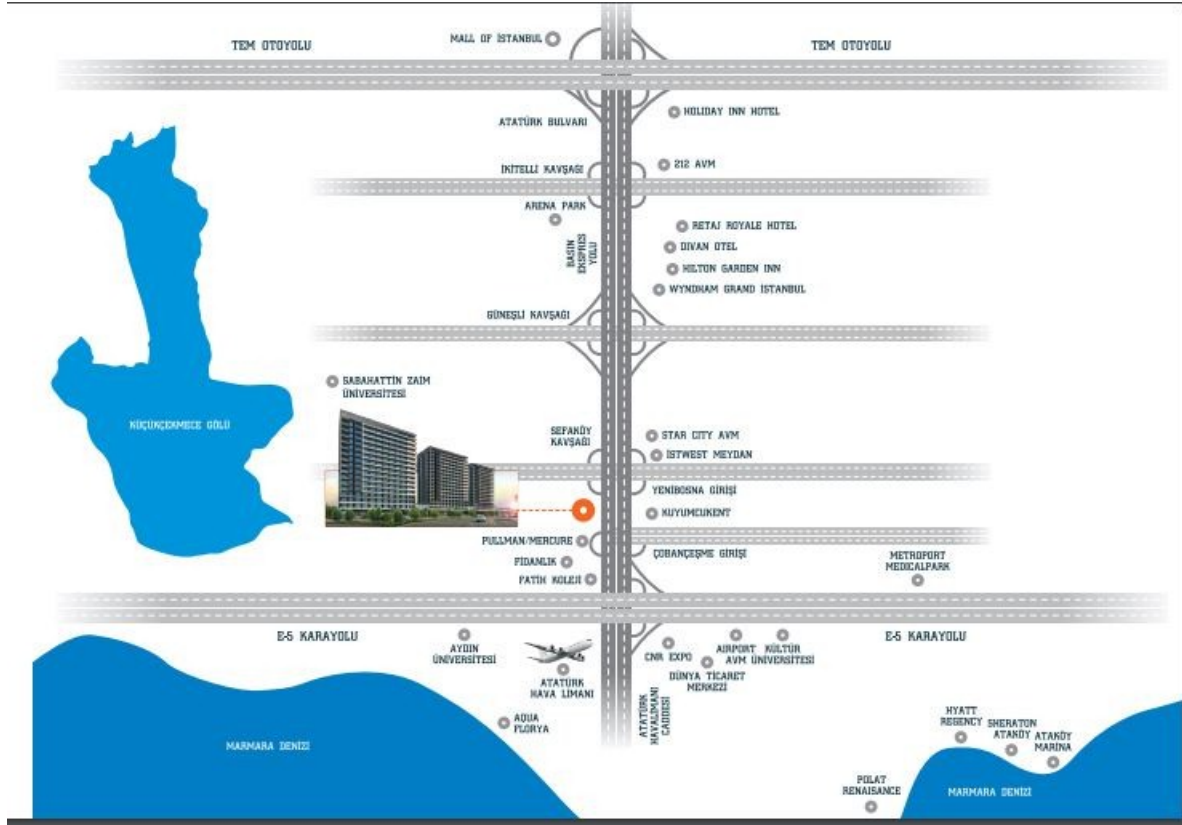 MALL OF İSTANBUL
TEM OTOYOLU
TEM OTOYOLU
HOLIDAY INN HOTEL
ATATÜRK BULVARI
212 AVM
İKİTELLİ KAVŞAĞI
ARENA PARK
RETAJ ROYALE HOTEL
BASIN
EKSPRES
YOLU
DIVAN OTEL
HILTON GARDEN INN
WYNDHAM GRAND ISTANBUL
GÜNEŞLİ KAVŞAĞI
SABAHATTİN ZAİM
ÜNİVERSİTESİ
KÜÇÜKÇEKMECE GÖLÜ
SEFAKÖY
KAVŞAĞI
STAR CITY AVM
İSTWEST MEYDAN
YENİBOSNA GİRİŞİ
KUYUMCUKENT
PULLMAN/MERCURE
ÇOBANÇEŞME GİRİŞİ
FİDANLIK
FATİH KOLEJİ
METROPORT
MEDICALPARK
E-5 KARAYOLU
E-5 KARAYOLU
AYDIN
ÜNİVERSİTESİ
ATATÜRK
HAVA LİMANI
CNR EXPO
AIRPORT
AVM
KÜLTÜR
ÜNİVERSİTESİ
DÜNYA TİCARET
MERKEZİ
ATATÜRK
HAVALİMANI
CADDESİ
AQUA
FLORYA
MARMARA DENİZİ
HYATT
REGENCY
SHERATON
ATAKÖY
ATAKÖY
MARINA
POLAT
RENAISANCE
MARMARA DENİZİ